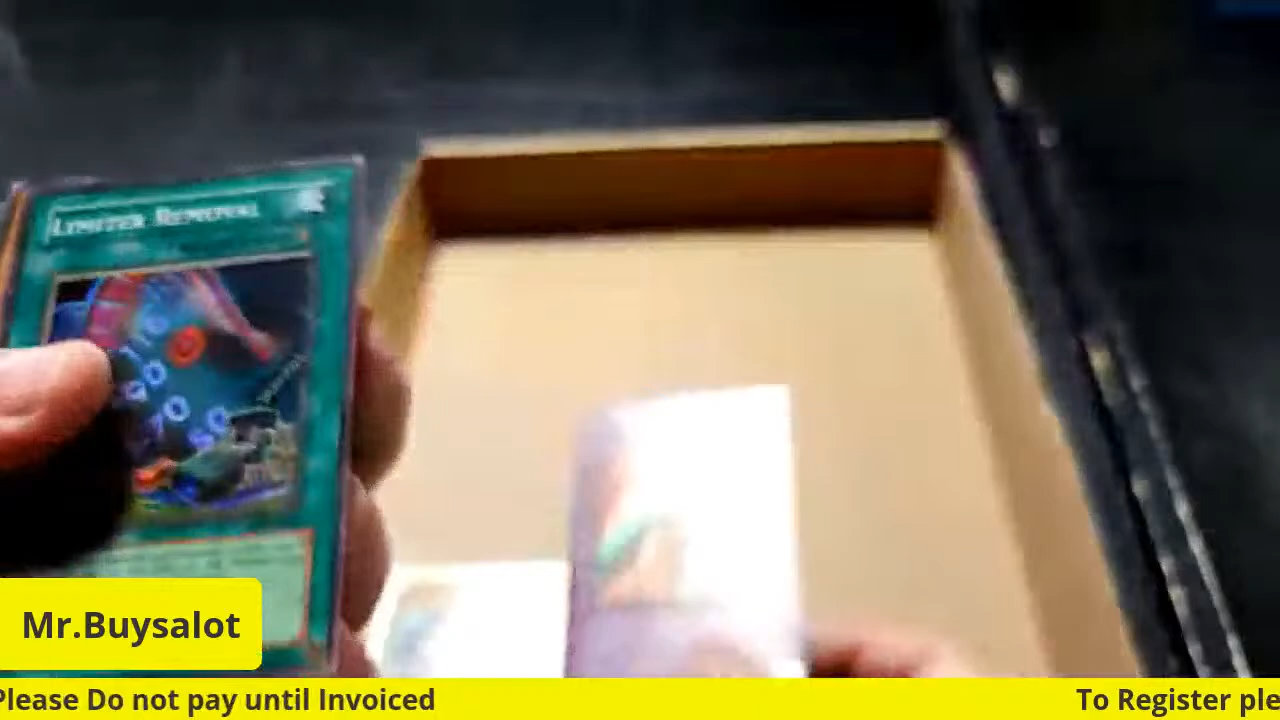 Limiter Removal
Mr.Buysalot
Please Do not pay until Invoiced
To Register ple